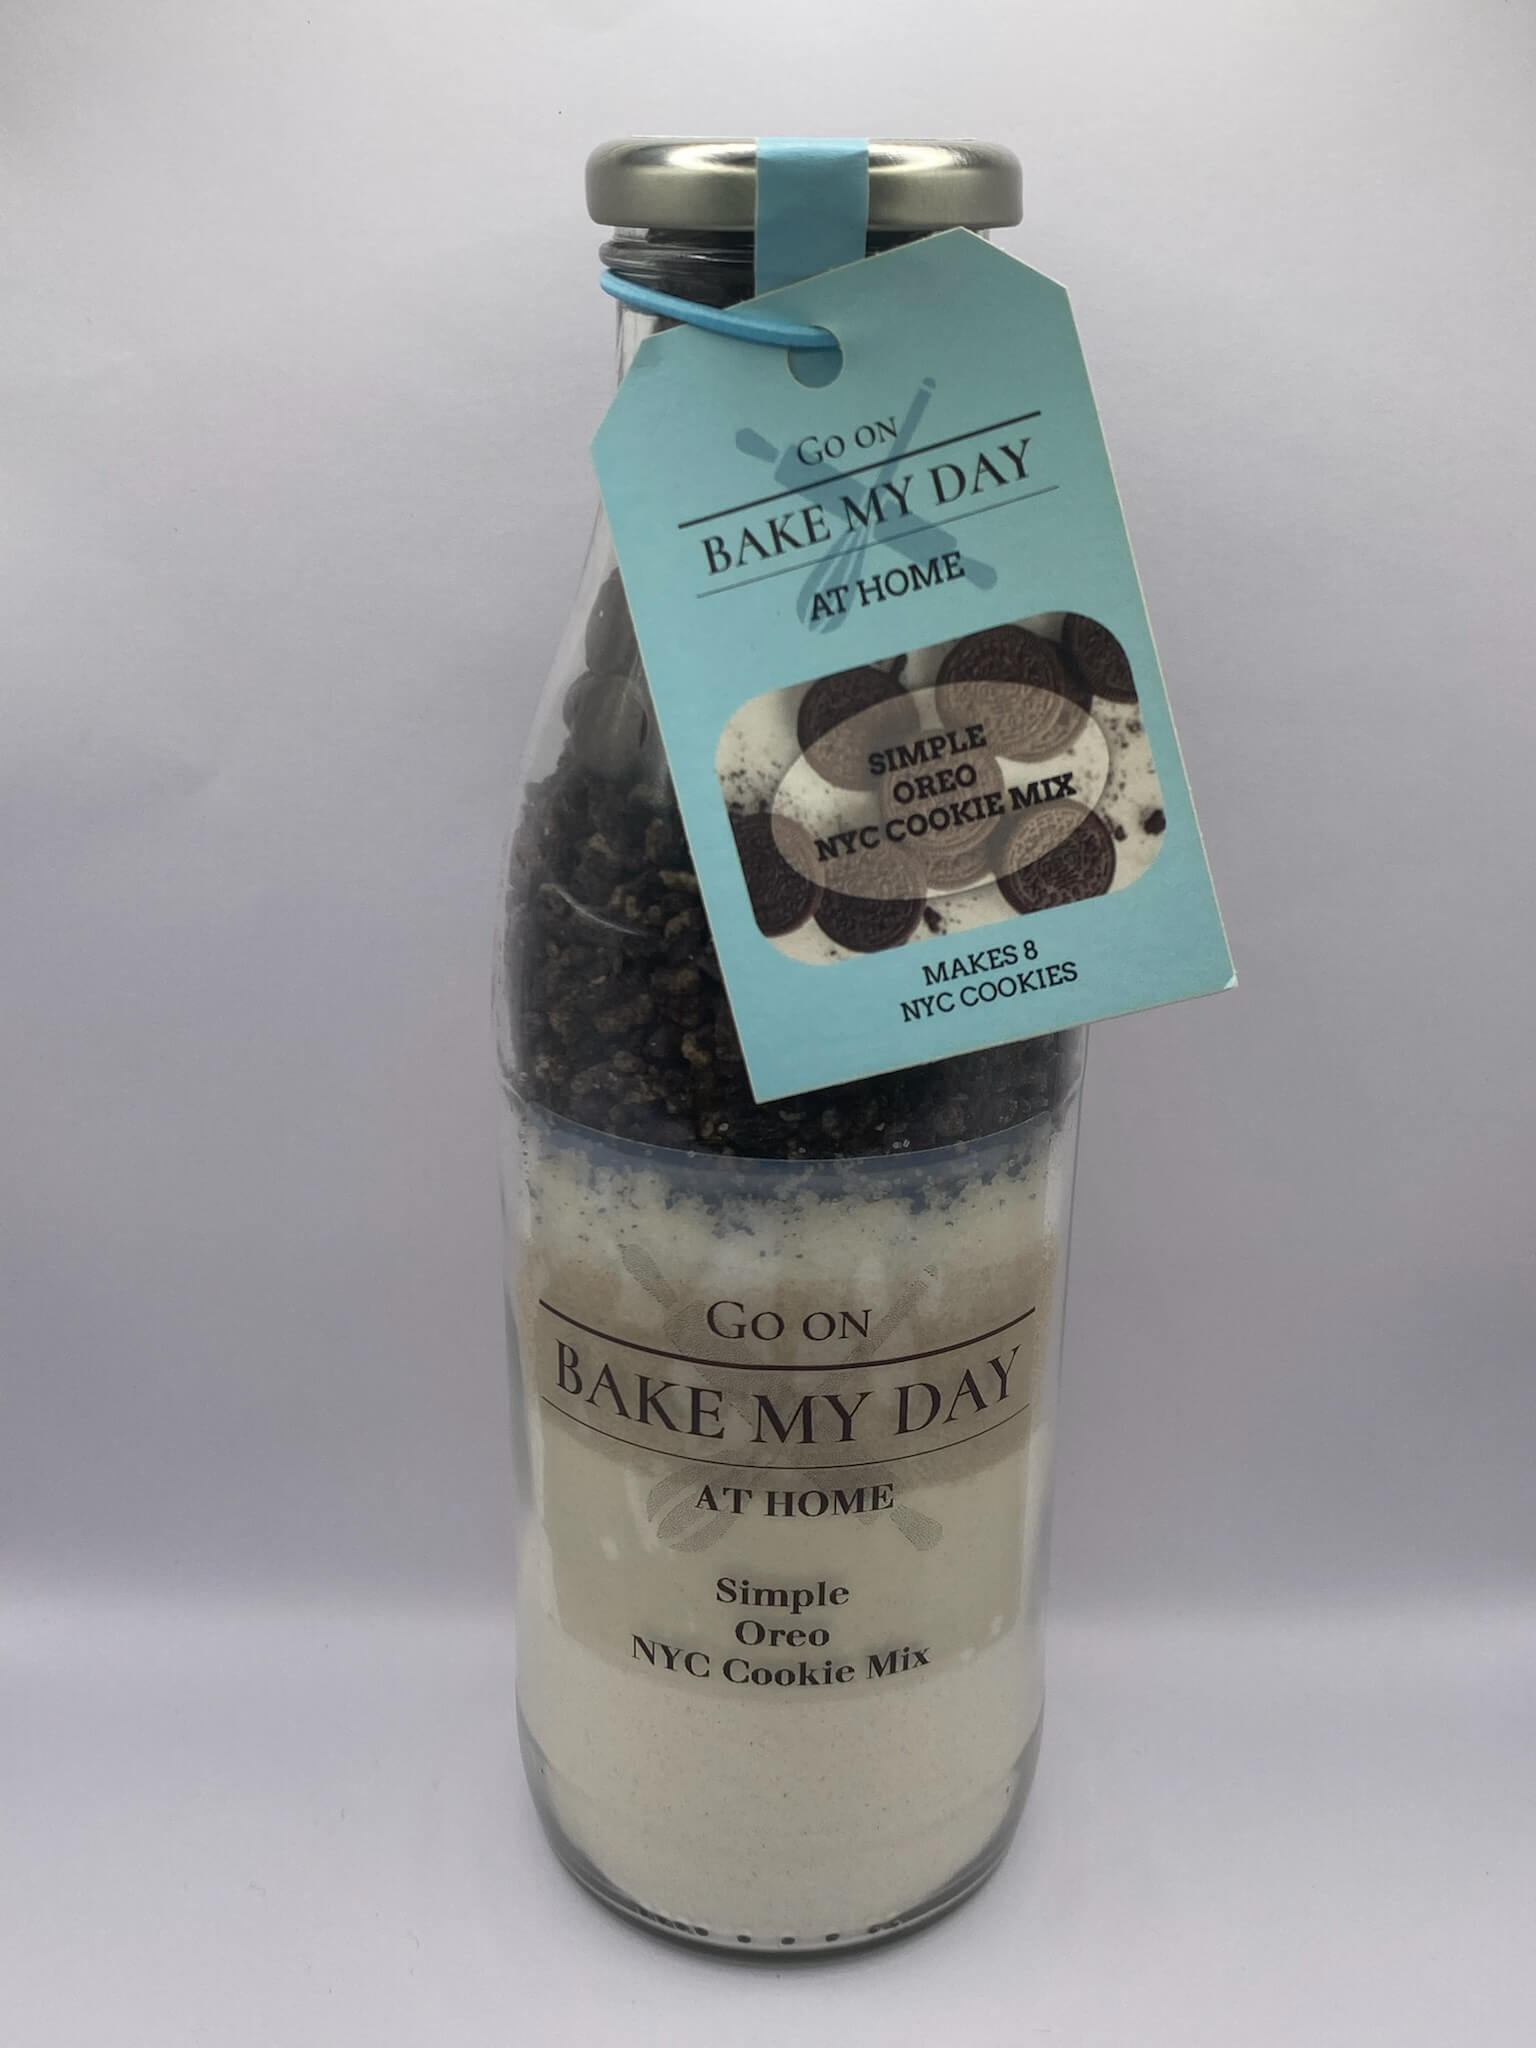 GO ON
BAKE MY DAY
AT HOME
SIMPLE
OREO
NYC COOKIE MIX
MAKES 8
NYC COOKIES
GO ON
BAKE MY DAY
AT HOME
Simple
Oreo
NYC Cookie Mix